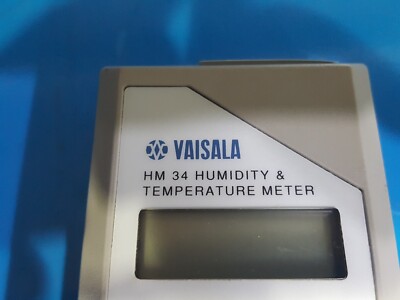 VAISALA
HM 34 HUMIDITY &
TEMPERATURE METER